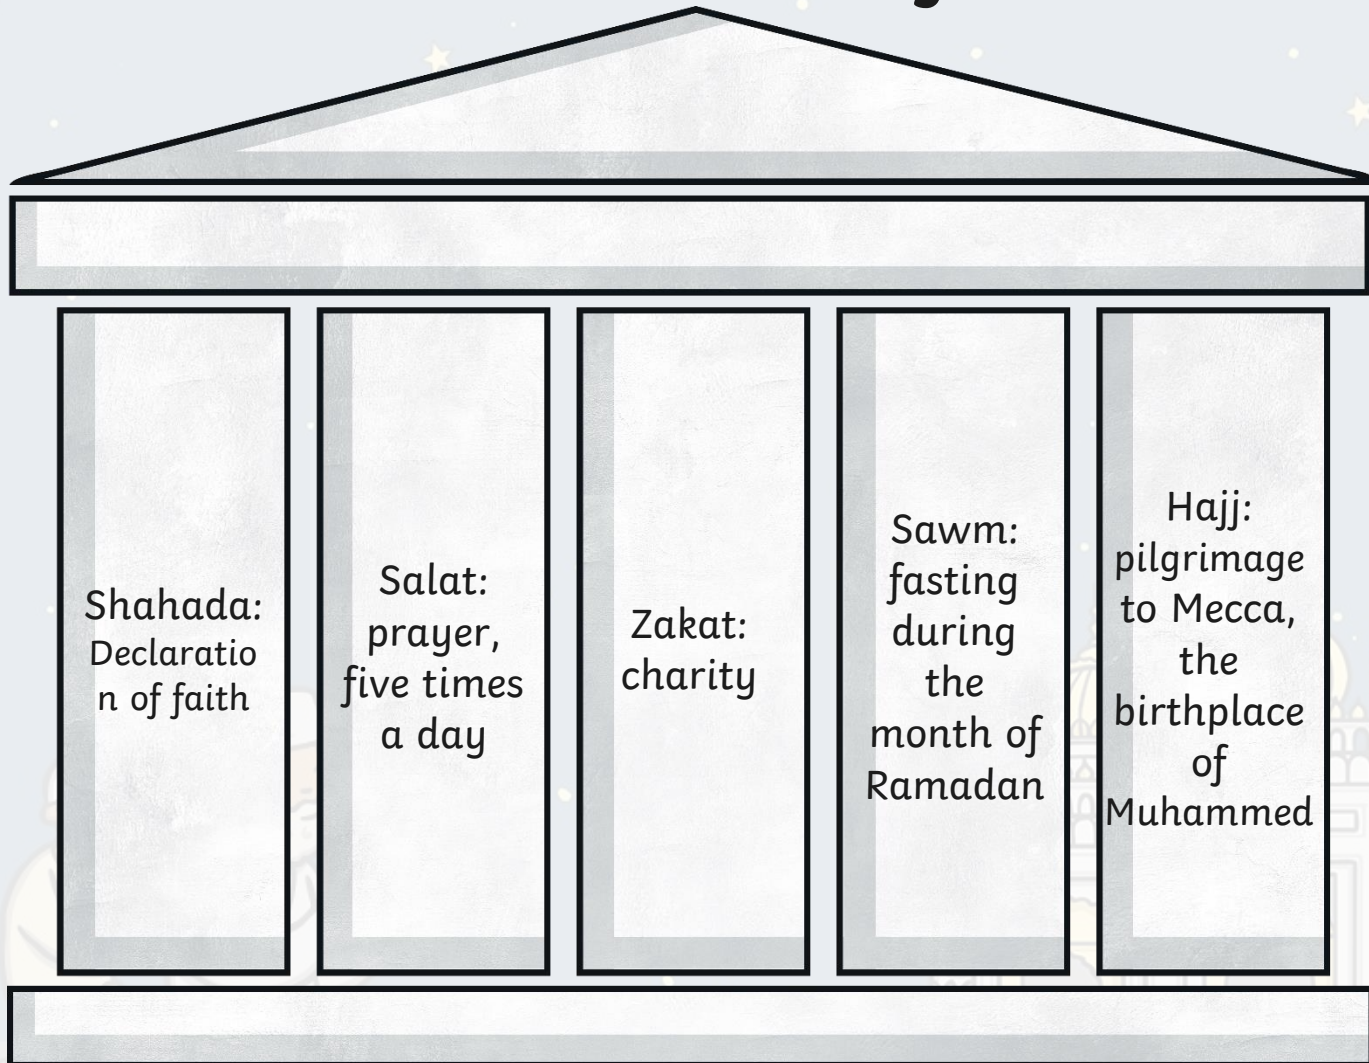 Shahada:
Declaratio
n of faith
Salat:
prayer,
five times
a day
Zakat:
charity
Sawm:
fasting
during
the
month of
Ramadan
Hajj:
pilgrimage
to Mecca,
the
birthplace
of
Muhammed